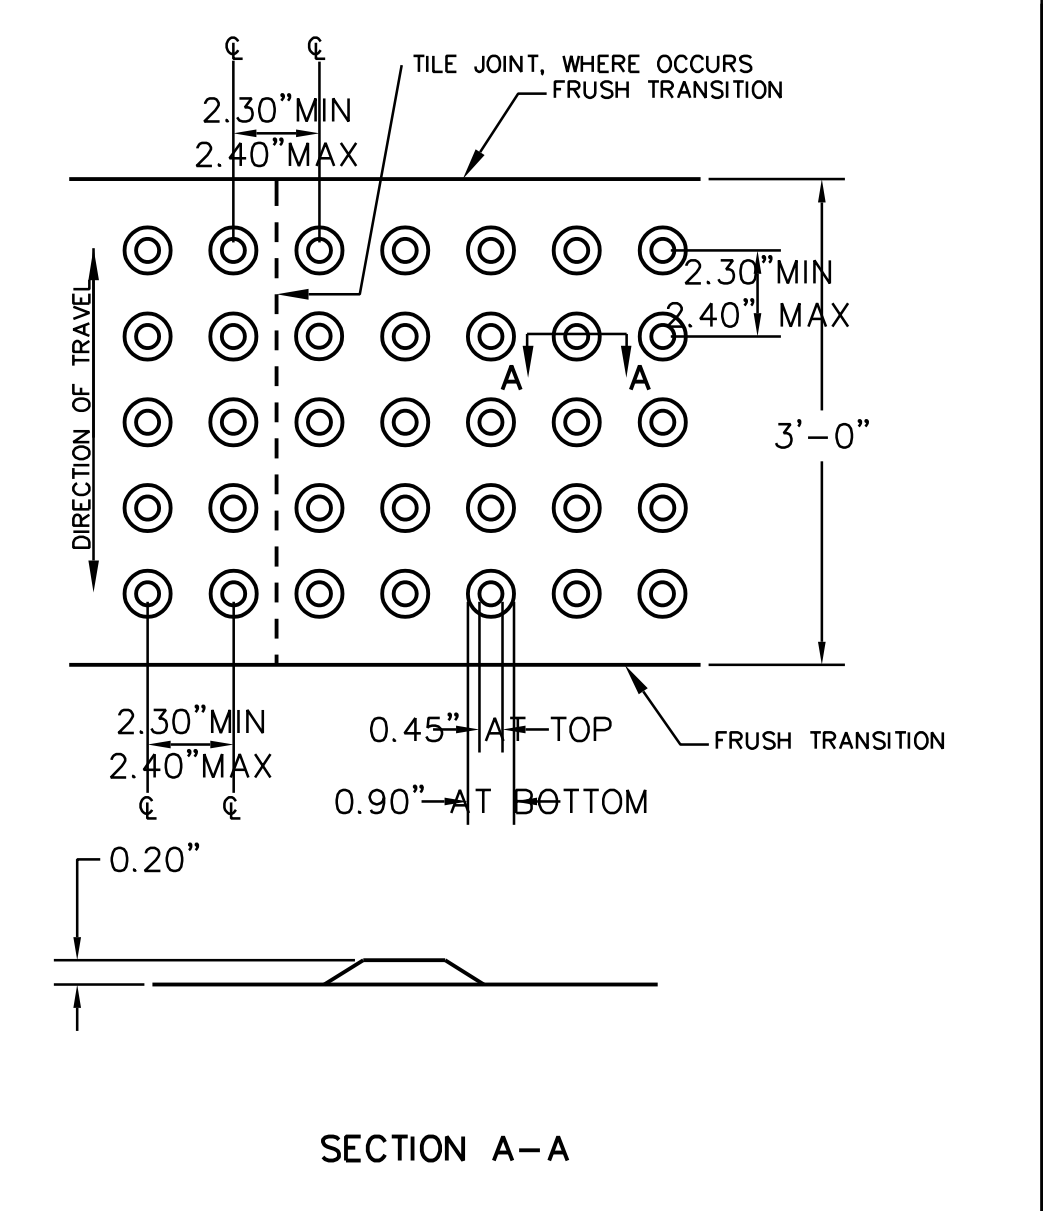 ℄ ℄
TILE JOINT, WHERE OCCURS
FRUSH TRANSITION
2.30"MIN
2.40"MAX
2.30"MIN
2.40" MAX
DIRECTION OF TRAVEL
A A
3'-0"
2.30"MIN
2.40"MAX
℄ ℄
0.45" AT TOP
FRUSH TRANSITION
0.90" AT BOTTOM
0.20"
SECTION A-A